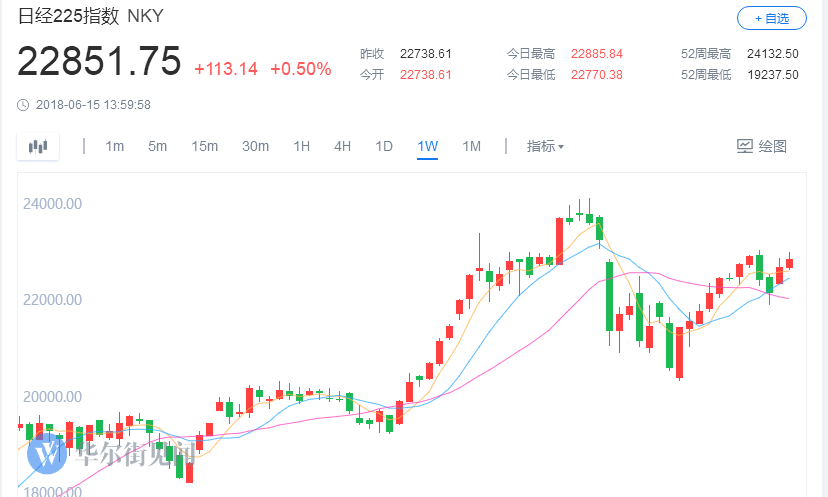 日经225指数 NKY
+ 自选
22851.75 +113.14 +0.50%
昨收 22738.61 今日最高 22885.84 52周最高 24132.50
今开 22738.61 今日最低 22770.38 52周最低 19237.50
2018-06-15 13:59:58
1m 5m 15m 30m 1H 4H 1D 1W 1M 指标 绘图
24000.00
22000.00
20000.00
华尔街见闻
18000.00